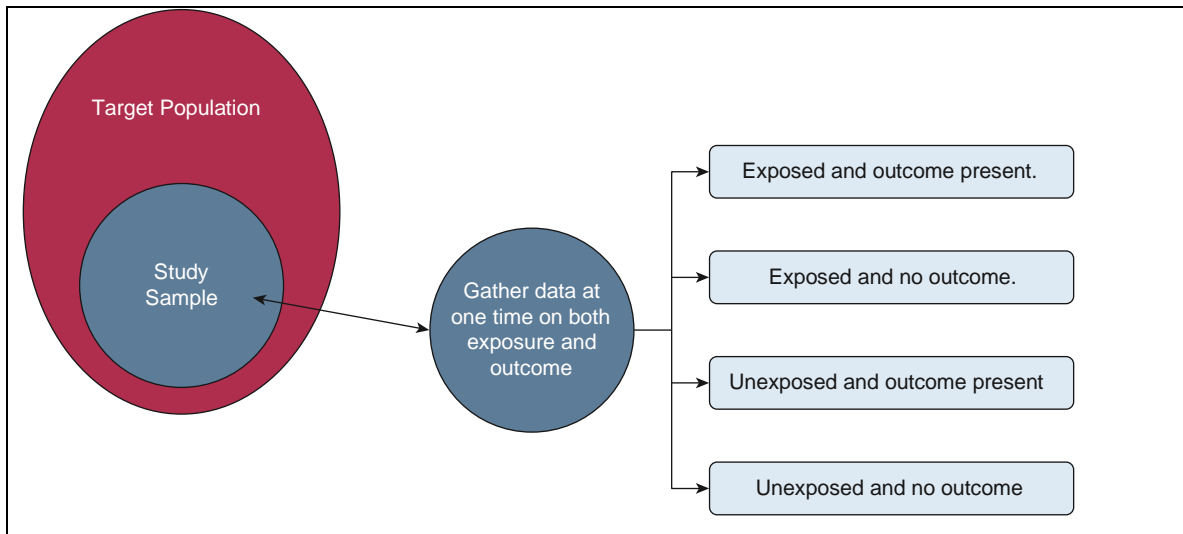 Target Population
Study
Sample
Gather data at
one time on both
exposure and
outcome
Exposed and outcome present.
Exposed and no outcome.
Unexposed and outcome present
Unexposed and no outcome